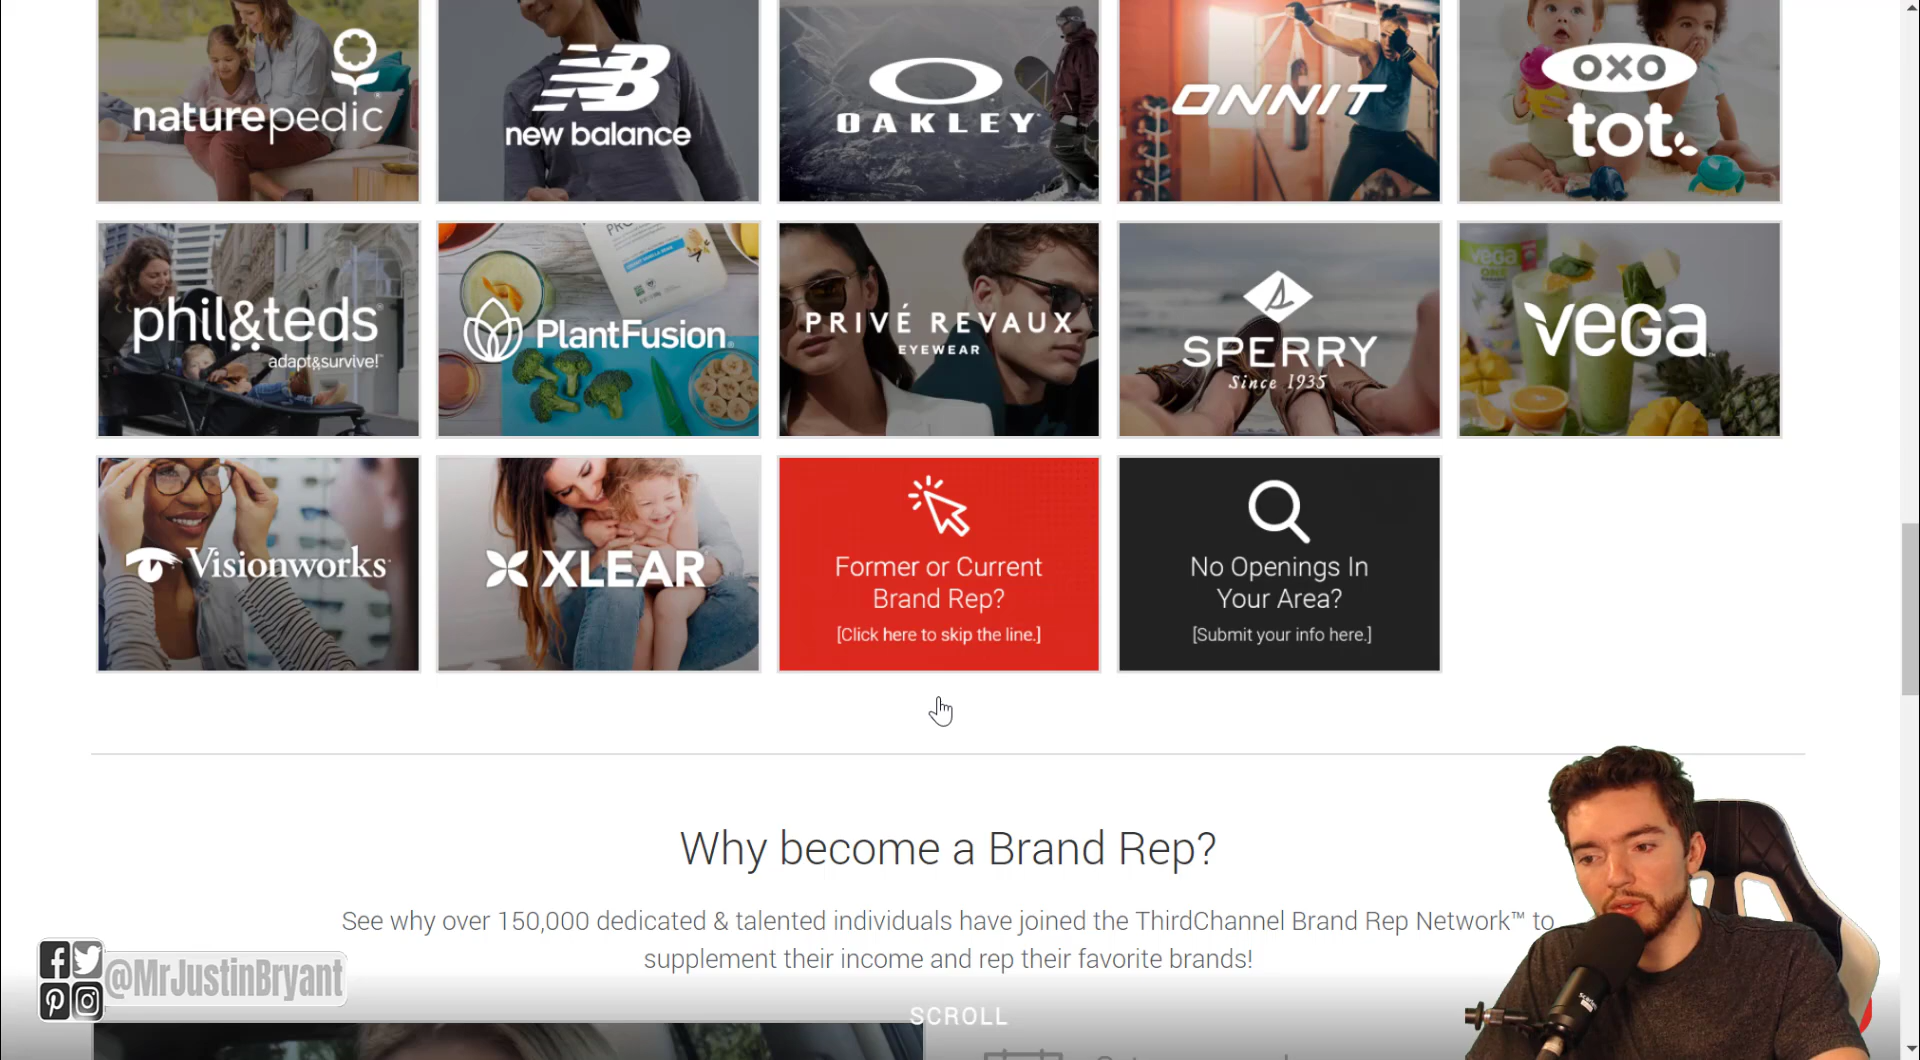 naturepedic
NB
new balance
OAKLEY
ONNIT
OXO
tot
phil&teds
adapt&survive!
PlantFusion
PRIVÉ REVAUX
EYEWEAR
SPERRY
Since 1935
vega
ONE
vega
Visionworks
XLEAR
Former or Current
Brand Rep?
[Click here to skip the line.]
No Openings In
Your Area?
[Submit your info here.]
Why become a Brand Rep?
See why over 150,000 dedicated & talented individuals have joined the ThirdChannel Brand Rep Network™ to
supplement their income and rep their favorite brands!
@MrJustinBryant
SCROLL